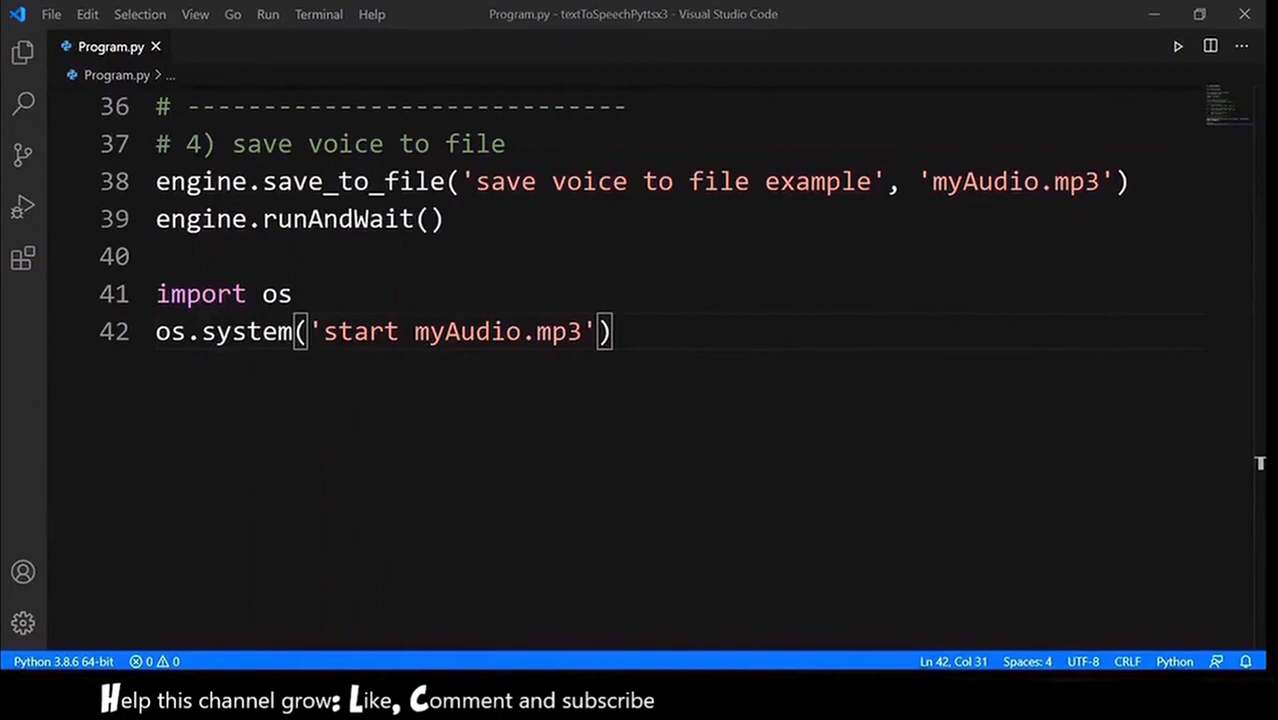 File Edit Selection View Go Run Terminal Help Program.py - textToSpeechPyttsx3 - Visual Studio Code
Program.py
Program.py > ...
36 # -----------------------------
37 # 4) save voice to file
38 engine.save_to_file('save voice to file example', 'myAudio.mp3')
39 engine.runAndWait()
40
41 import os
42 os.system('start myAudio.mp3')
Python 3.8.6 64-bit 0 0 Ln 42, Col 31 Spaces: 4 UTF-8 CRLF Python
Help this channel grow: Like, Comment and subscribe